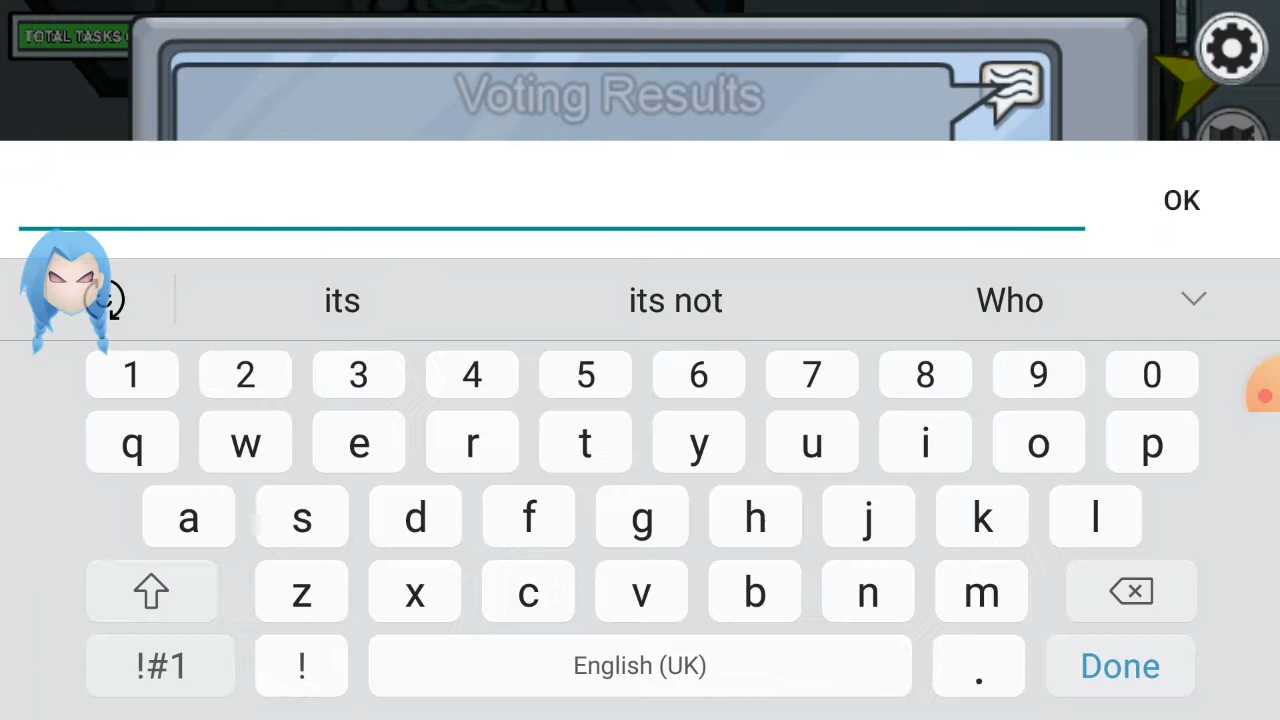 TOTAL TASKS
Voting Results
OK
its its not Who
1 2 3 4 5 6 7 8 9 0
q w e r t y u i o p
a s d f g h j k l
z x c v b n m
!#1 ! English (UK) . Done